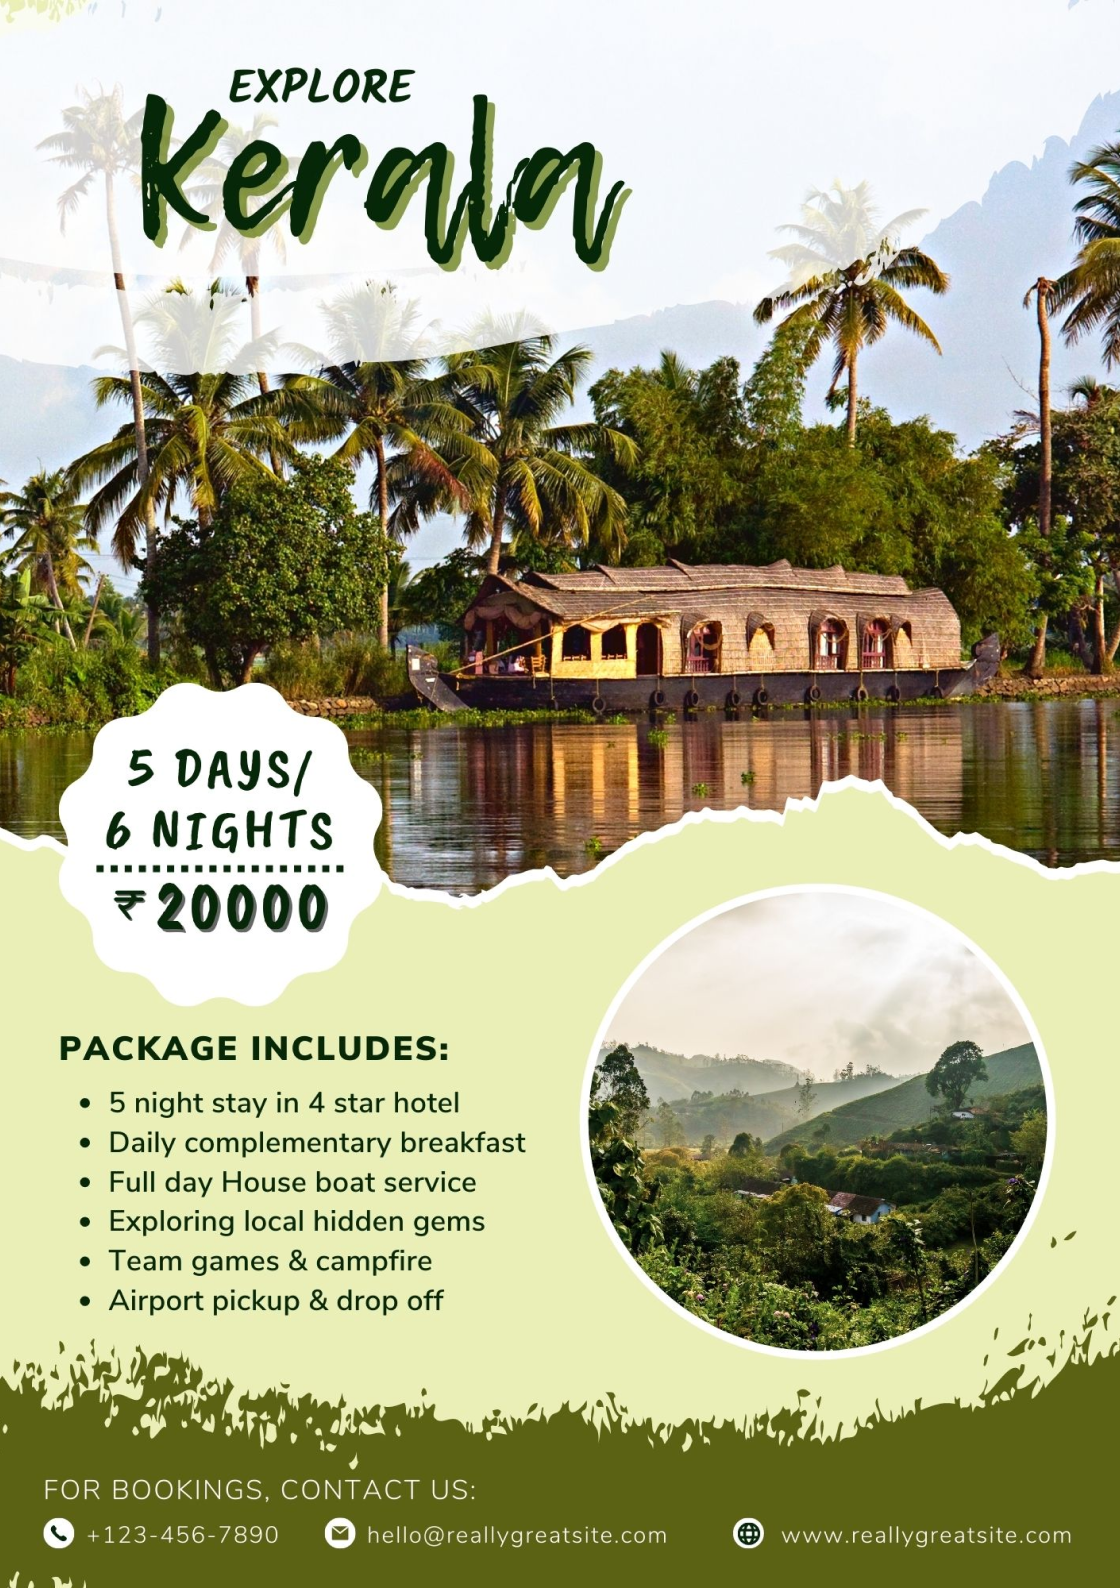 EXPLORE
Kerala
5 DAYS/
6 NIGHTS
₹20000
PACKAGE INCLUDES:
• 5 night stay in 4 star hotel
• Daily complementary breakfast
• Full day House boat service
• Exploring local hidden gems
• Team games & campfire
• Airport pickup & drop off
FOR BOOKINGS, CONTACT US:
+123-456-7890 hello@reallygreatsite.com www.reallygreatsite.com